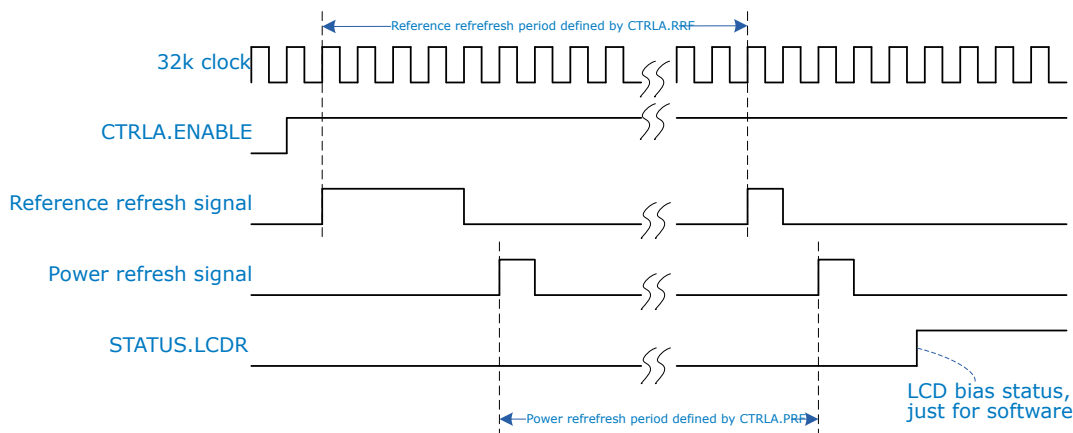 Reference refrefresh period defined by CTRLA.RRF
32k clock
CTRLA.ENABLE
Reference refresh signal
Power refresh signal
STATUS.LCDR
LCD bias status,
just for software
Power refrefresh period defined by CTRLA.PRF